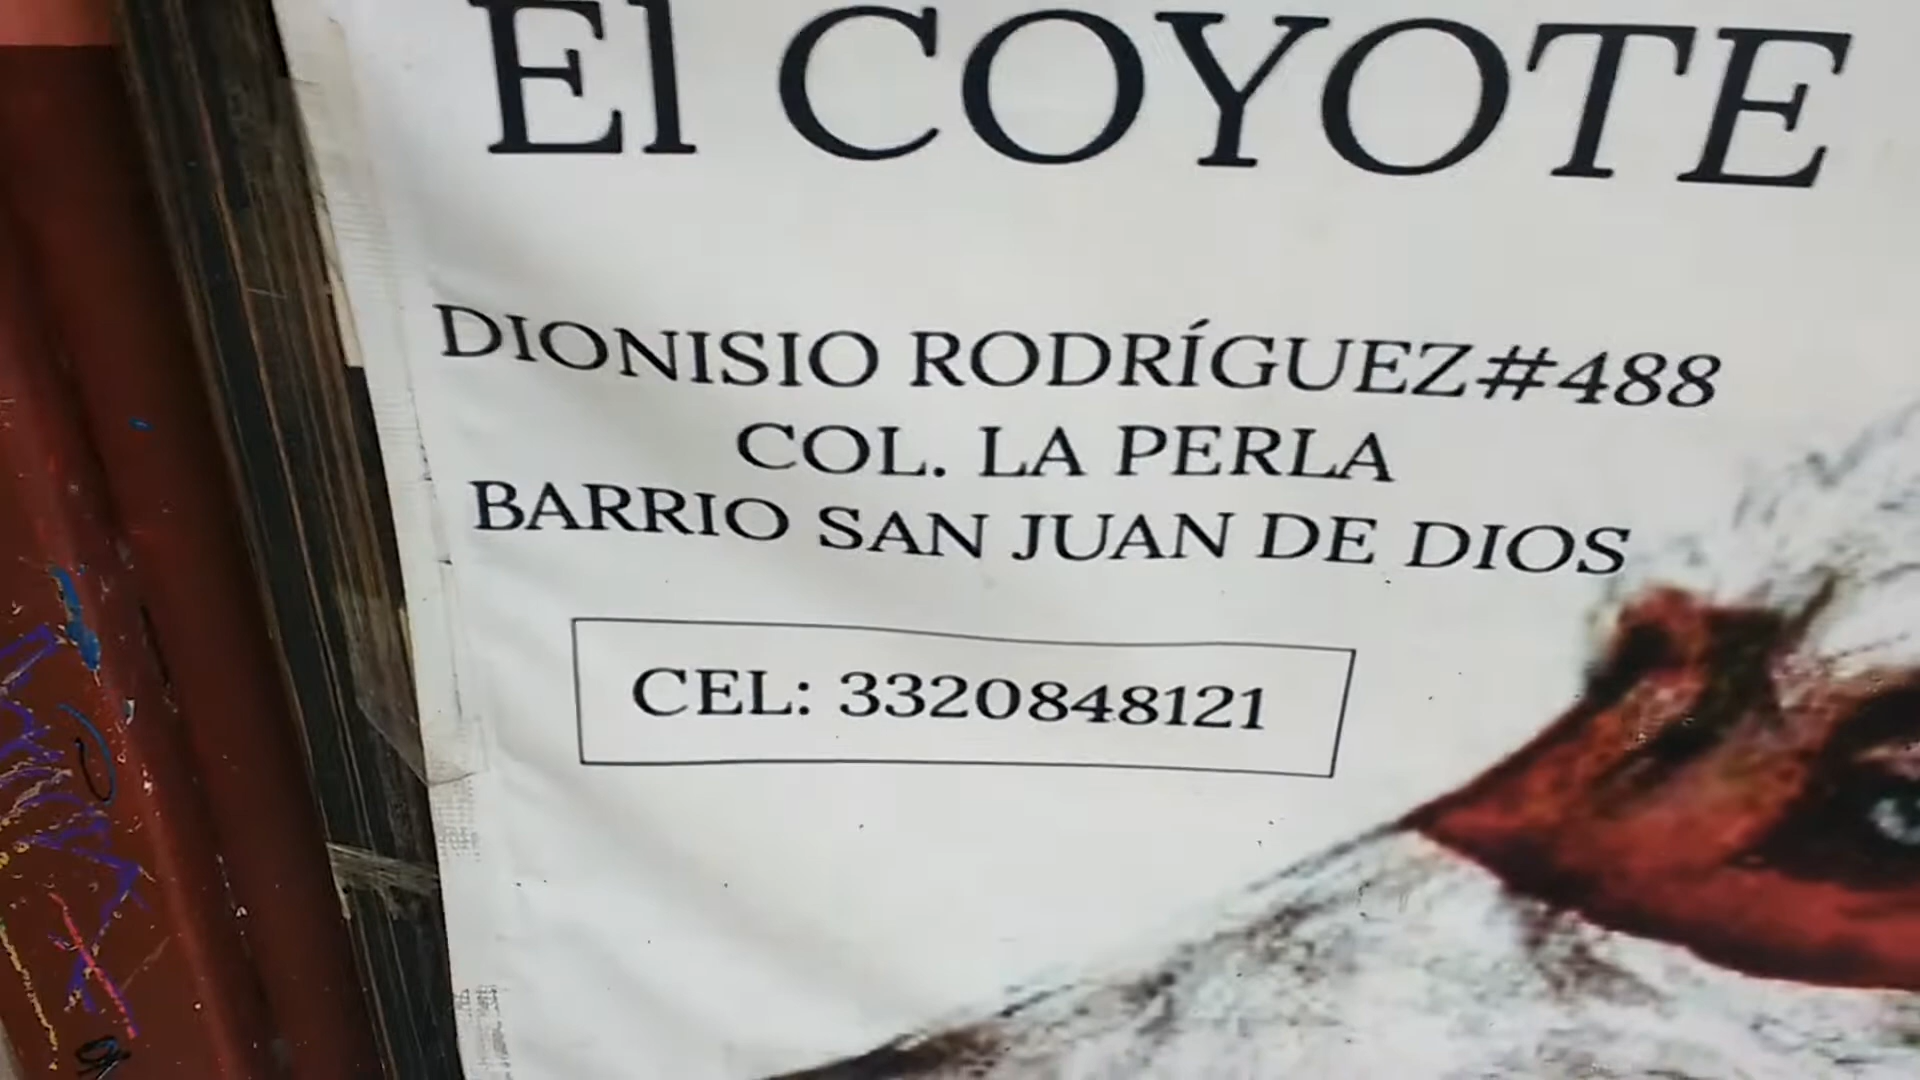 El COYOTE
DIONISIO RODRÍGUEZ #488
COL. LA PERLA
BARRIO SAN JUAN DE DIOS
CEL: 3320848121